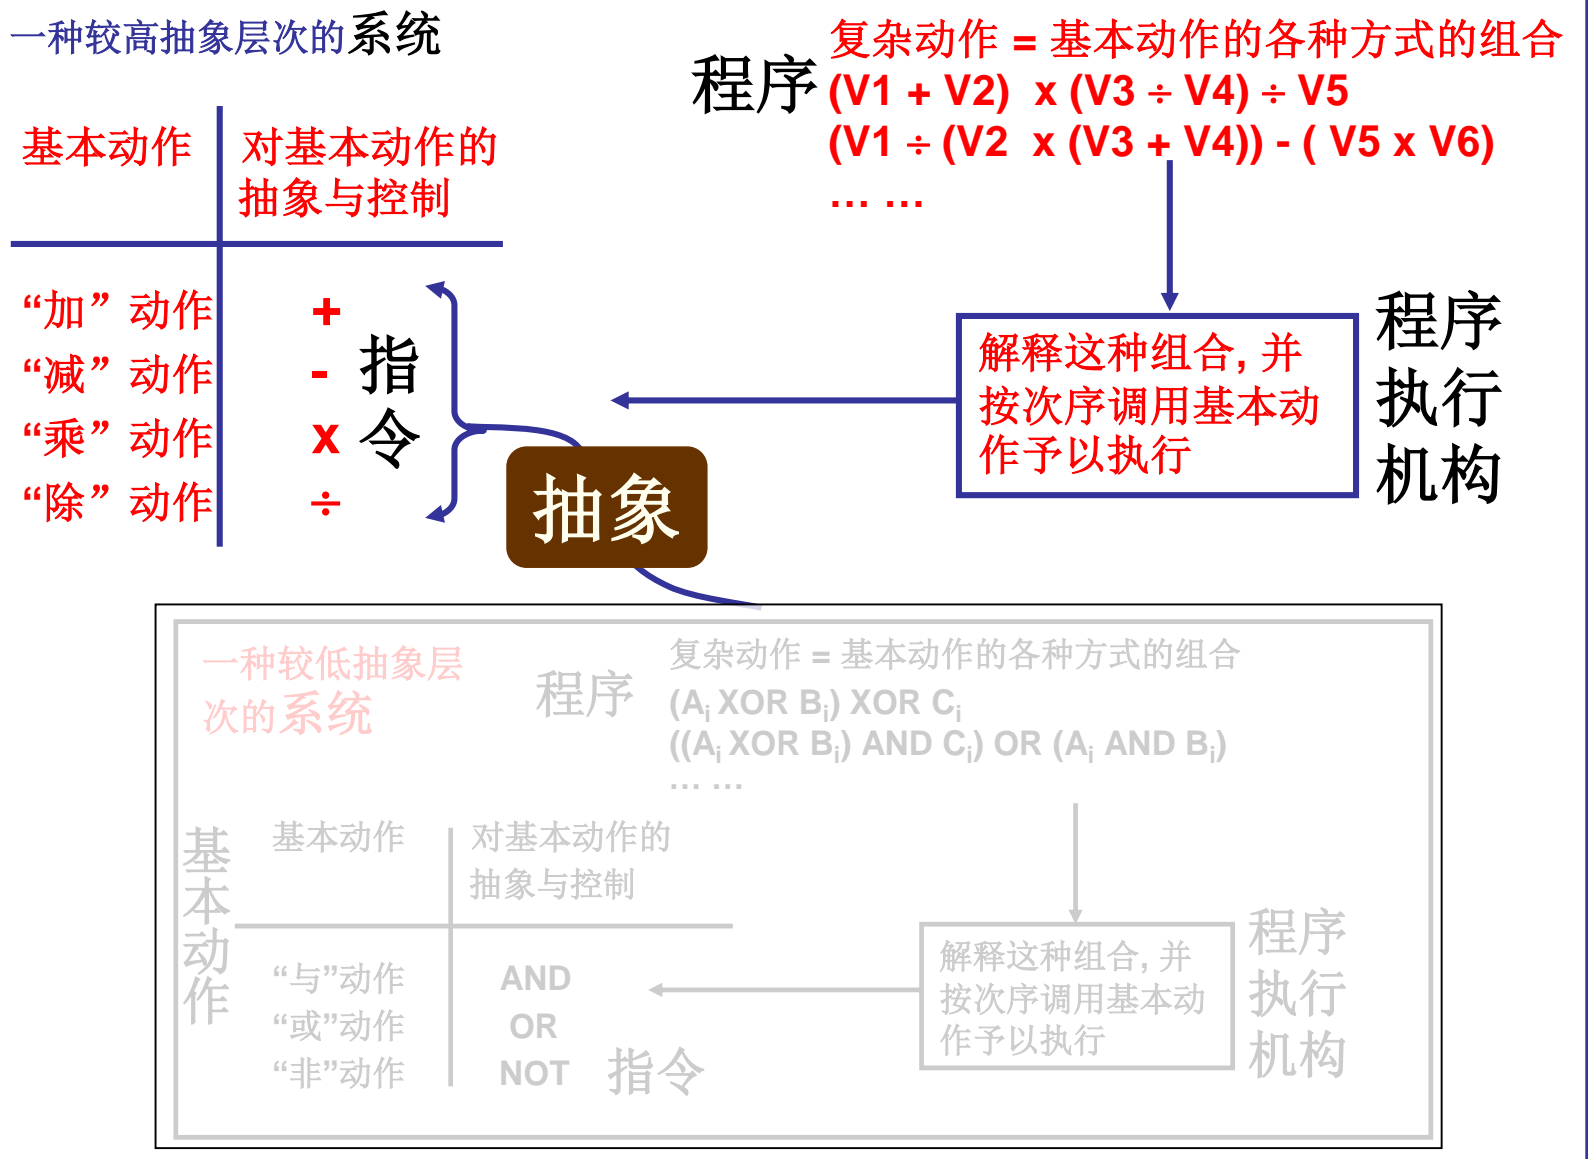 一种较高抽象层次的系统
程序
复杂动作 = 基本动作的各种方式的组合
(V1 + V2) x (V3 ÷ V4) ÷ V5
(V1 ÷ (V2 x (V3 + V4)) - ( V5 x V6)
… …
基本动作
对基本动作的
抽象与控制
“加”动作 +
“减”动作 -
“乘”动作 x
“除”动作 ÷
指
令
解释这种组合, 并
按次序调用基本动
作予以执行
程序
执行
机构
抽象
一种较低抽象层
次的系统
程序
复杂动作 = 基本动作的各种方式的组合
(Ai XOR Bi) XOR Ci
((Ai XOR Bi) AND Ci) OR (Ai AND Bi)
… …
基
本
动
作
基本动作
对基本动作的
抽象与控制
“与”动作 AND
“或”动作 OR
“非”动作 NOT
指令
解释这种组合, 并
按次序调用基本动
作予以执行
程序
执行
机构